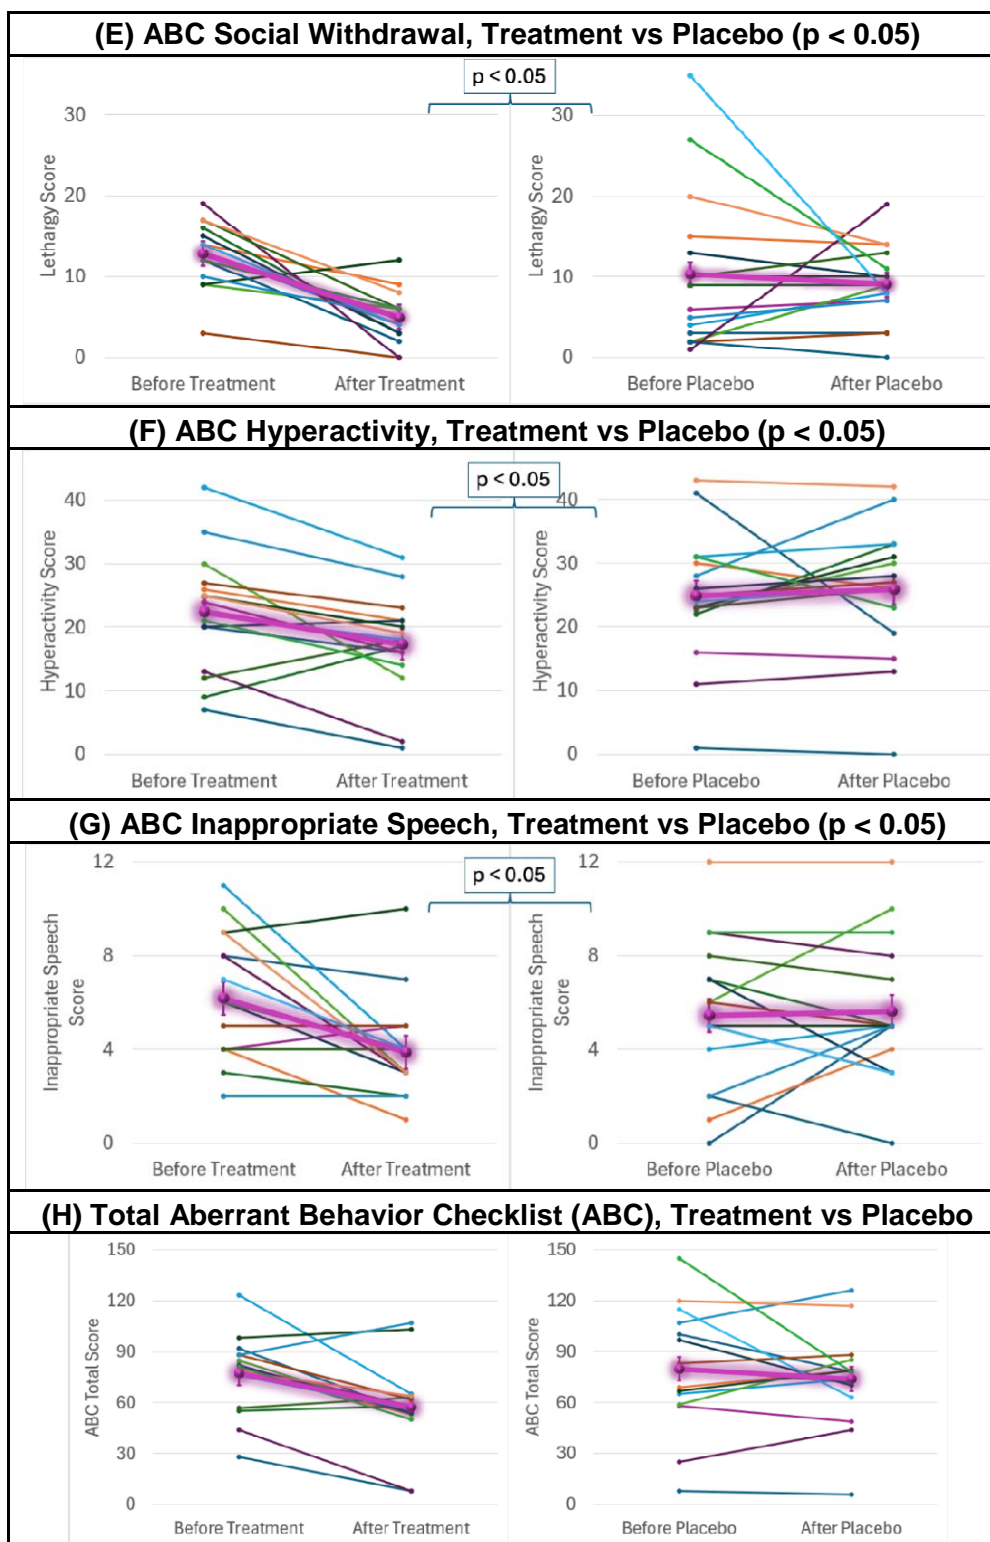 (E) ABC Social Withdrawal, Treatment vs Placebo (p < 0.05)
p < 0.05
30
20
10
0
Lethargy Score
Before Treatment
After Treatment
30
20
10
0
Lethargy Score
Before Placebo
After Placebo
(F) ABC Hyperactivity, Treatment vs Placebo (p < 0.05)
p < 0.05
40
30
20
10
0
Hyperactivity Score
Before Treatment
After Treatment
40
30
20
10
0
Hyperactivity Score
Before Placebo
After Placebo
(G) ABC Inappropriate Speech, Treatment vs Placebo (p < 0.05)
p < 0.05
12
8
4
0
Inappropriate Speech
Score
Before Treatment
After Treatment
12
8
4
0
Inappropriate Speech
Score
Before Placebo
After Placebo
(H) Total Aberrant Behavior Checklist (ABC), Treatment vs Placebo
150
120
90
60
30
0
ABC Total Score
Before Treatment
After Treatment
150
120
90
60
30
0
ABC Total Score
Before Placebo
After Placebo